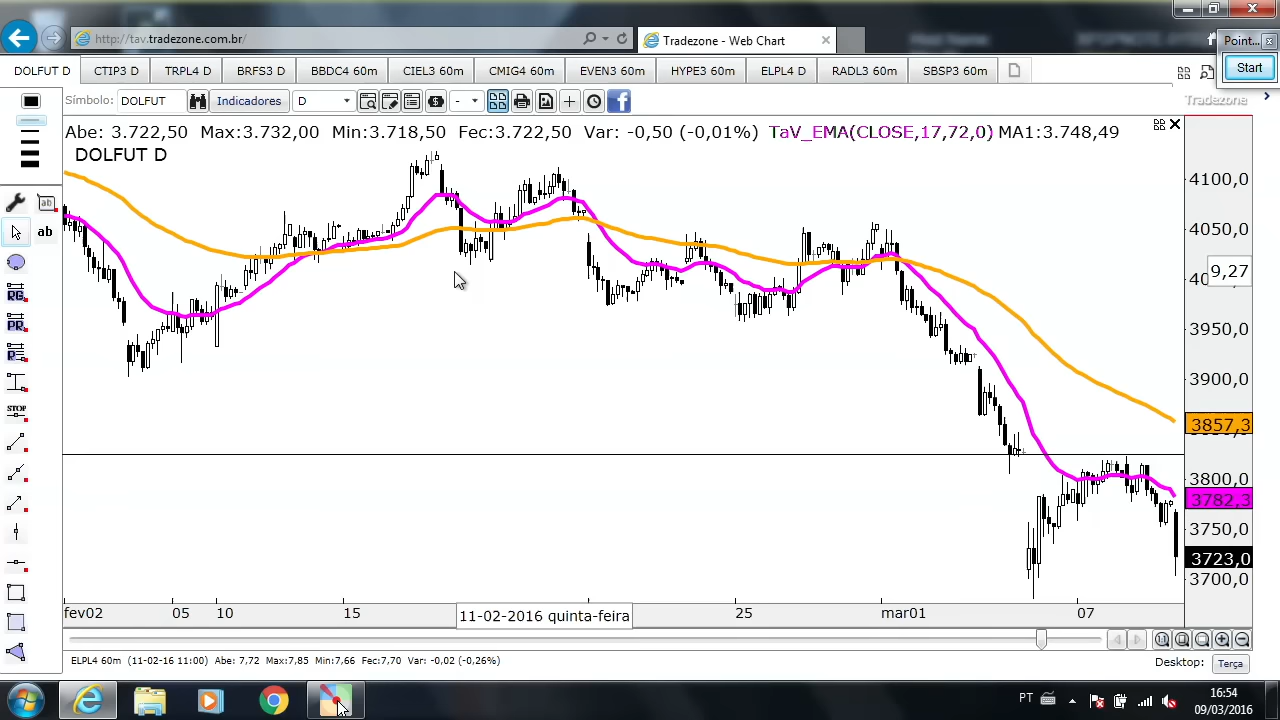 http://tav.tradezone.com.br/
Tradezone - Web Chart
Point...
Start
DOLFUT D
CTIP3 D
TRPL4 D
BRFS3 D
BBDC4 60m
CIEL3 60m
CMIG4 60m
EVEN3 60m
HYPE3 60m
ELPL4 D
RADL3 60m
SBSP3 60m
Símbolo:
DOLFUT
Indicadores
D
-
Tradezone
Abe: 3.722,50 Max:3.732,00 Min:3.718,50 Fec:3.722,50 Var: -0,50 (-0,01%) TaV_EMA(CLOSE,17,72,0) MA1:3.748,49
DOLFUT D
ab
ab
RG
PR
P
STOP
4100,0
4050,0
9,27
3950,0
3900,0
3857,3
3800,0
3782,3
3750,0
3723,0
3700,0
fev02
05
10
15
11-02-2016 quinta-feira
25
mar01
07
ELPL4 60m (11-02-16 11:00) Abe: 7,72 Max:7,85 Min:7,66 Fec:7,70 Var: -0,02 (-0,26%)
Desktop:
Terça
PT
16:54
09/03/2016